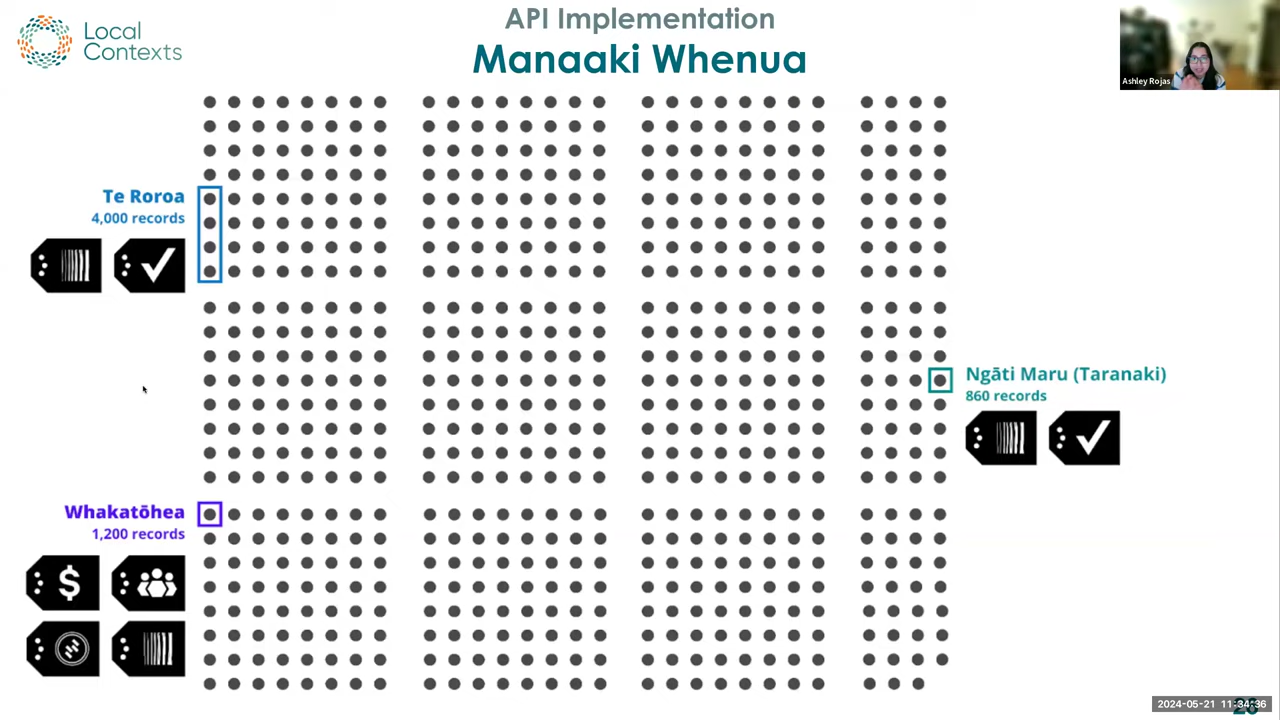 Local
Contexts
API Implementation
Manaaki Whenua
Ashley Rojas
Te Roroa
4,000 records
Ngāti Maru (Taranaki)
860 records
Whakatōhea
1,200 records
$
2024-05-21 11:34:36